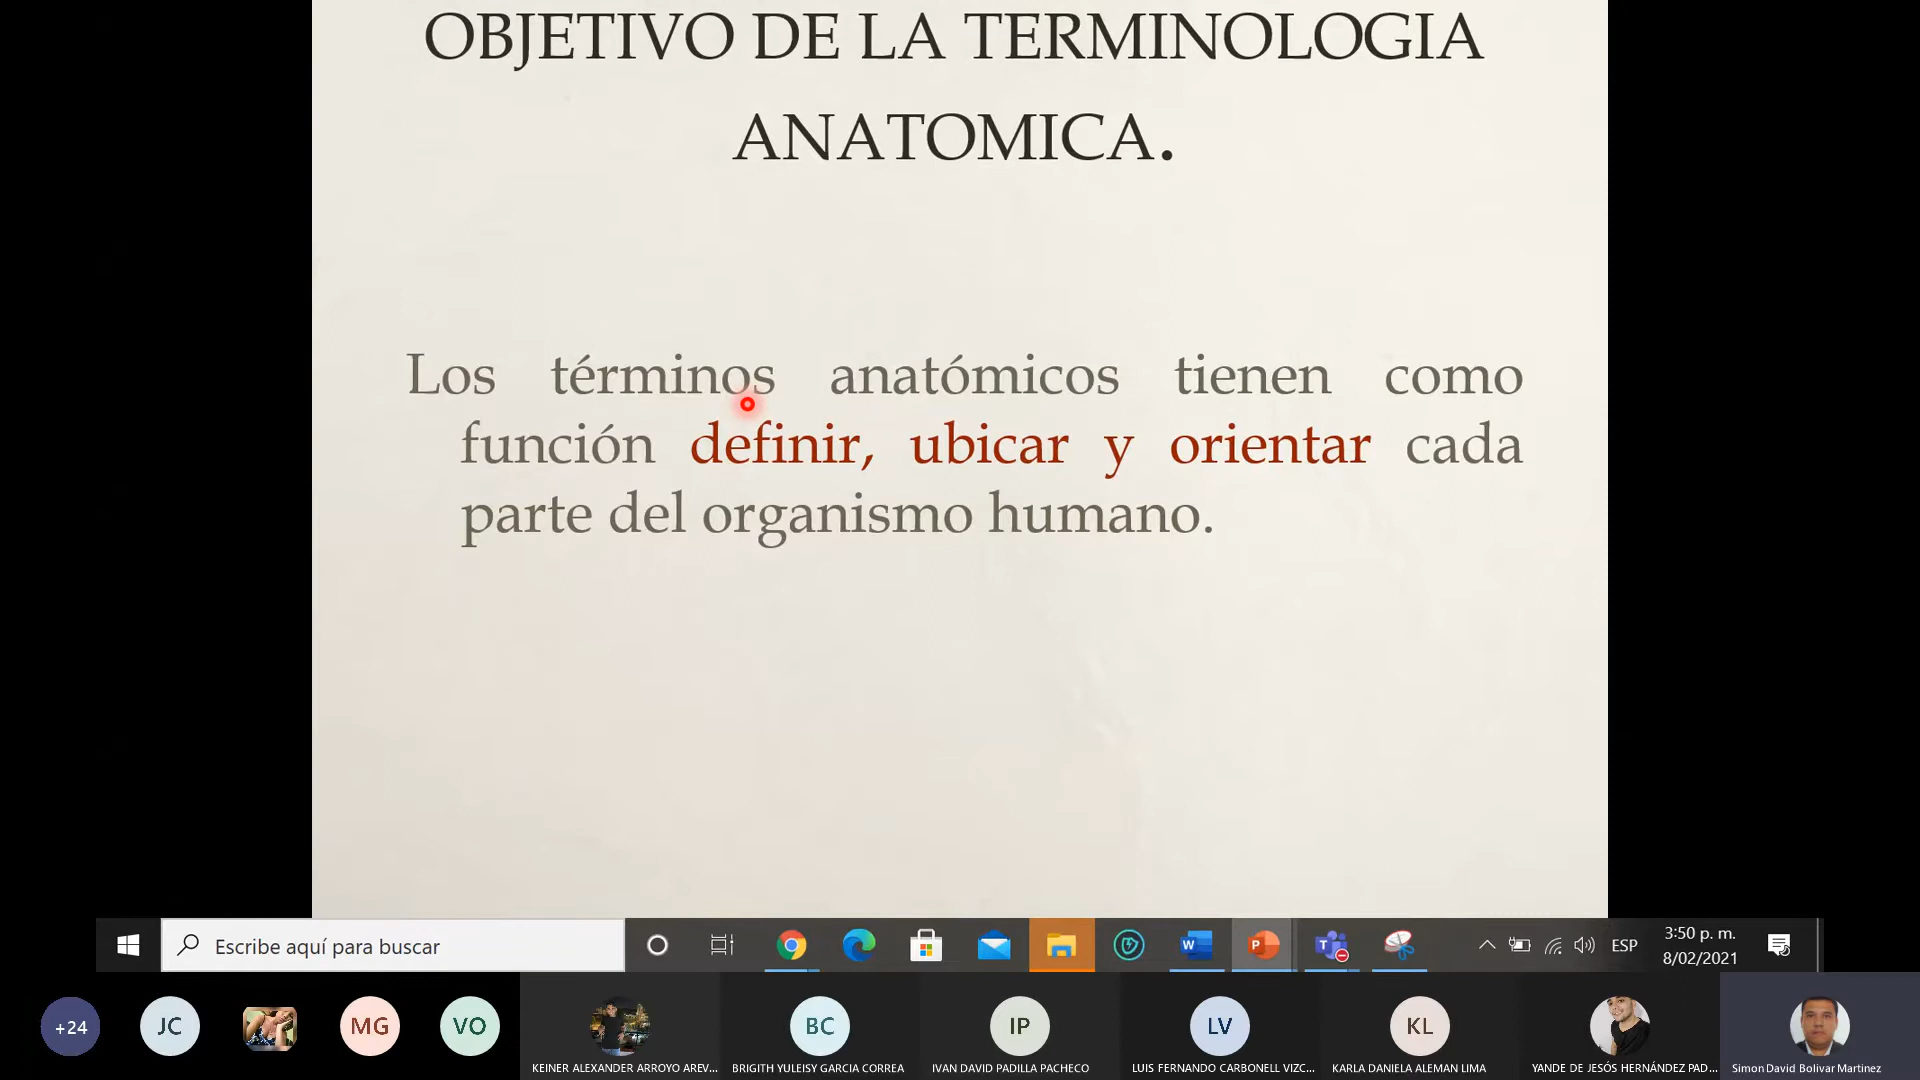 OBJETIVO DE LA TERMINOLOGIA
ANATOMICA.
Los términos anatómicos tienen como
función definir, ubicar y orientar cada
parte del organismo humano.
Escribe aquí para buscar
ESP
3:50 p. m.
8/02/2021
+24
JC
MG
VO
BC
IP
LV
KL
KEINER ALEXANDER ARROYO AREV...
BRIGITH YULEISY GARCIA CORREA
IVAN DAVID PADILLA PACHECO
LUIS FERNANDO CARBONELL VIZC...
KARLA DANIELA ALEMAN LIMA
YANDE DE JESÚS HERNÁNDEZ PAD...
Simon David Bolivar Martinez